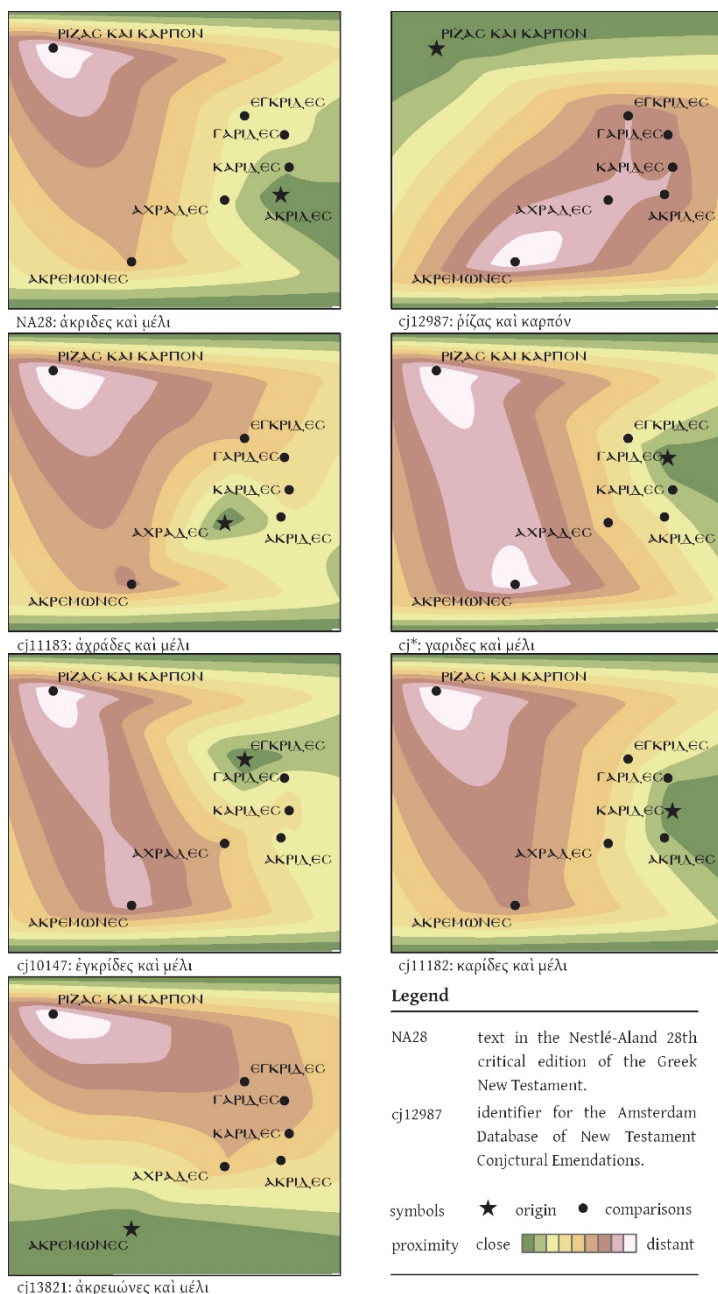 ΡΙΖΑϹ ΚΑΙ ΚΑΡΠΟΝ
ΕΓΚΡΙΔΕϹ
ΓΑΡΙΔΕϹ
ΚΑΡΙΔΕϹ
ΑΧΡΑΔΕϹ
ΑΚΡΙΔΕϹ
ΑΚΡΕΜΩΝΕϹ
NA28: ἀκριδες καὶ μέλι
ΡΙΖΑϹ ΚΑΙ ΚΑΡΠΟΝ
ΕΓΚΡΙΔΕϹ
ΓΑΡΙΔΕϹ
ΚΑΡΙΔΕϹ
ΑΧΡΑΔΕϹ
ΑΚΡΙΔΕϹ
ΑΚΡΕΜΩΝΕϹ
cj12987: ῥίζας καὶ καρπόν
ΡΙΖΑϹ ΚΑΙ ΚΑΡΠΟΝ
ΕΓΚΡΙΔΕϹ
ΓΑΡΙΔΕϹ
ΚΑΡΙΔΕϹ
ΑΧΡΑΔΕϹ
ΑΚΡΙΔΕϹ
ΑΚΡΕΜΩΝΕϹ
cj11183: ἀχράδες καὶ μέλι
ΡΙΖΑϹ ΚΑΙ ΚΑΡΠΟΝ
ΕΓΚΡΙΔΕϹ
ΓΑΡΙΔΕϹ
ΚΑΡΙΔΕϹ
ΑΧΡΑΔΕϹ
ΑΚΡΙΔΕϹ
ΑΚΡΕΜΩΝΕϹ
cj*: γαριδες καὶ μέλι
ΡΙΖΑϹ ΚΑΙ ΚΑΡΠΟΝ
ΕΓΚΡΙΔΕϹ
ΓΑΡΙΔΕϹ
ΚΑΡΙΔΕϹ
ΑΧΡΑΔΕϹ
ΑΚΡΙΔΕϹ
ΑΚΡΕΜΩΝΕϹ
cj10147: ἐγκρίδες καὶ μέλι
ΡΙΖΑϹ ΚΑΙ ΚΑΡΠΟΝ
ΕΓΚΡΙΔΕϹ
ΓΑΡΙΔΕϹ
ΚΑΡΙΔΕϹ
ΑΧΡΑΔΕϹ
ΑΚΡΙΔΕϹ
ΑΚΡΕΜΩΝΕϹ
cj11182: καρίδες καὶ μέλι
ΡΙΖΑϹ ΚΑΙ ΚΑΡΠΟΝ
ΕΓΚΡΙΔΕϹ
ΓΑΡΙΔΕϹ
ΚΑΡΙΔΕϹ
ΑΧΡΑΔΕϹ
ΑΚΡΙΔΕϹ
ΑΚΡΕΜΩΝΕϹ
cj13821: ἀκρεμώνες καὶ μέλι
Legend
NA28 text in the Nestlé-Aland 28th
critical edition of the Greek
New Testament.
cj12987 identifier for the Amsterdam
Database of New Testament
Conjctural Emendations.
symbols ★ origin ● comparisons
proximity close distant